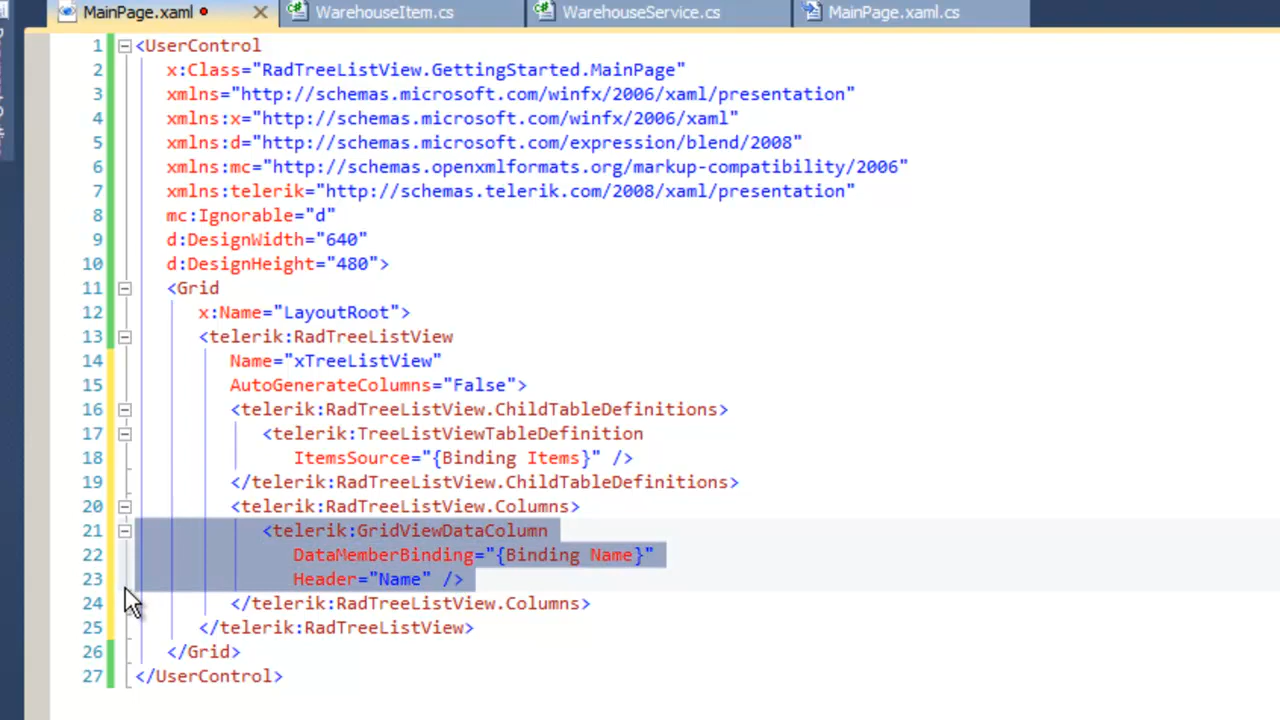 MainPage.xaml
WarehouseItem.cs
WarehouseService.cs
MainPage.xaml.cs
1 <UserControl
2 x:Class="RadTreeListView.GettingStarted.MainPage"
3 xmlns="http://schemas.microsoft.com/winfx/2006/xaml/presentation"
4 xmlns:x="http://schemas.microsoft.com/winfx/2006/xaml"
5 xmlns:d="http://schemas.microsoft.com/expression/blend/2008"
6 xmlns:mc="http://schemas.openxmlformats.org/markup-compatibility/2006"
7 xmlns:telerik="http://schemas.telerik.com/2008/xaml/presentation"
8 mc:Ignorable="d"
9 d:DesignWidth="640"
10 d:DesignHeight="480">
11 <Grid
12 x:Name="LayoutRoot">
13 <telerik:RadTreeListView
14 Name="xTreeListView"
15 AutoGenerateColumns="False">
16 <telerik:RadTreeListView.ChildTableDefinitions>
17 <telerik:TreeListViewTableDefinition
18 ItemsSource="{Binding Items}" />
19 </telerik:RadTreeListView.ChildTableDefinitions>
20 <telerik:RadTreeListView.Columns>
21 <telerik:GridViewDataColumn
22 DataMemberBinding="{Binding Name}"
23 Header="Name" />
24 </telerik:RadTreeListView.Columns>
25 </telerik:RadTreeListView>
26 </Grid>
27 </UserControl>